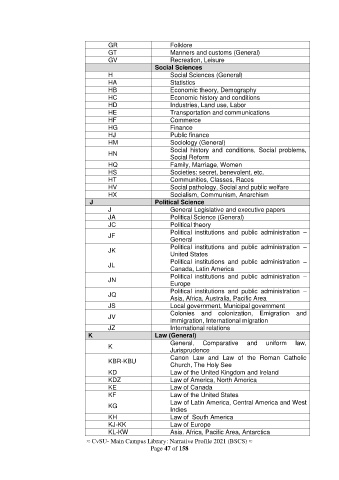 GR Folklore
GT Manners and customs (General)
GV Recreation, Leisure
Social Sciences
H Social Sciences (General)
HA Statistics
HB Economic theory, Demography
HC Economic history and conditions
HD Industries, Land use, Labor
HE Transportation and communications
HF Commerce
HG Finance
HJ Public finance
HM Sociology (General)
HN Social history and conditions, Social problems,
Social Reform
HQ Family, Marriage, Women
HS Societies: secret, benevolent, etc.
HT Communities, Classes, Races
HV Social pathology, Social and public welfare
HX Socialism, Communism, Anarchism
J Political Science
J General Legislative and executive papers
JA Political Science (General)
JC Political theory
JF Political institutions and public administration –
General
JK Political institutions and public administration –
United States
JL Political institutions and public administration –
Canada, Latin America
JN Political institutions and public administration –
Europe
JQ Political institutions and public administration –
Asia, Africa, Australia, Pacific Area
JS Local government, Municipal government
JV Colonies and colonization, Emigration and
immigration, International migration
JZ International relations
K Law (General)
K General, Comparative and uniform law,
Jurisprudence
KBR-KBU Canon Law and Law of the Roman Catholic
Church, The Holy See
KD Law of the United Kingdom and Ireland
KDZ Law of America, North America
KE Law of Canada
KF Law of the United States
KG Law of Latin America, Central America and West
Indies
KH Law of South America
KJ-KK Law of Europe
KL-KW Asia, Africa, Pacific Area, Antarctica
= CvSU- Main Campus Library: Narrative Profile 2021 (BSCS) =
Page 47 of 158